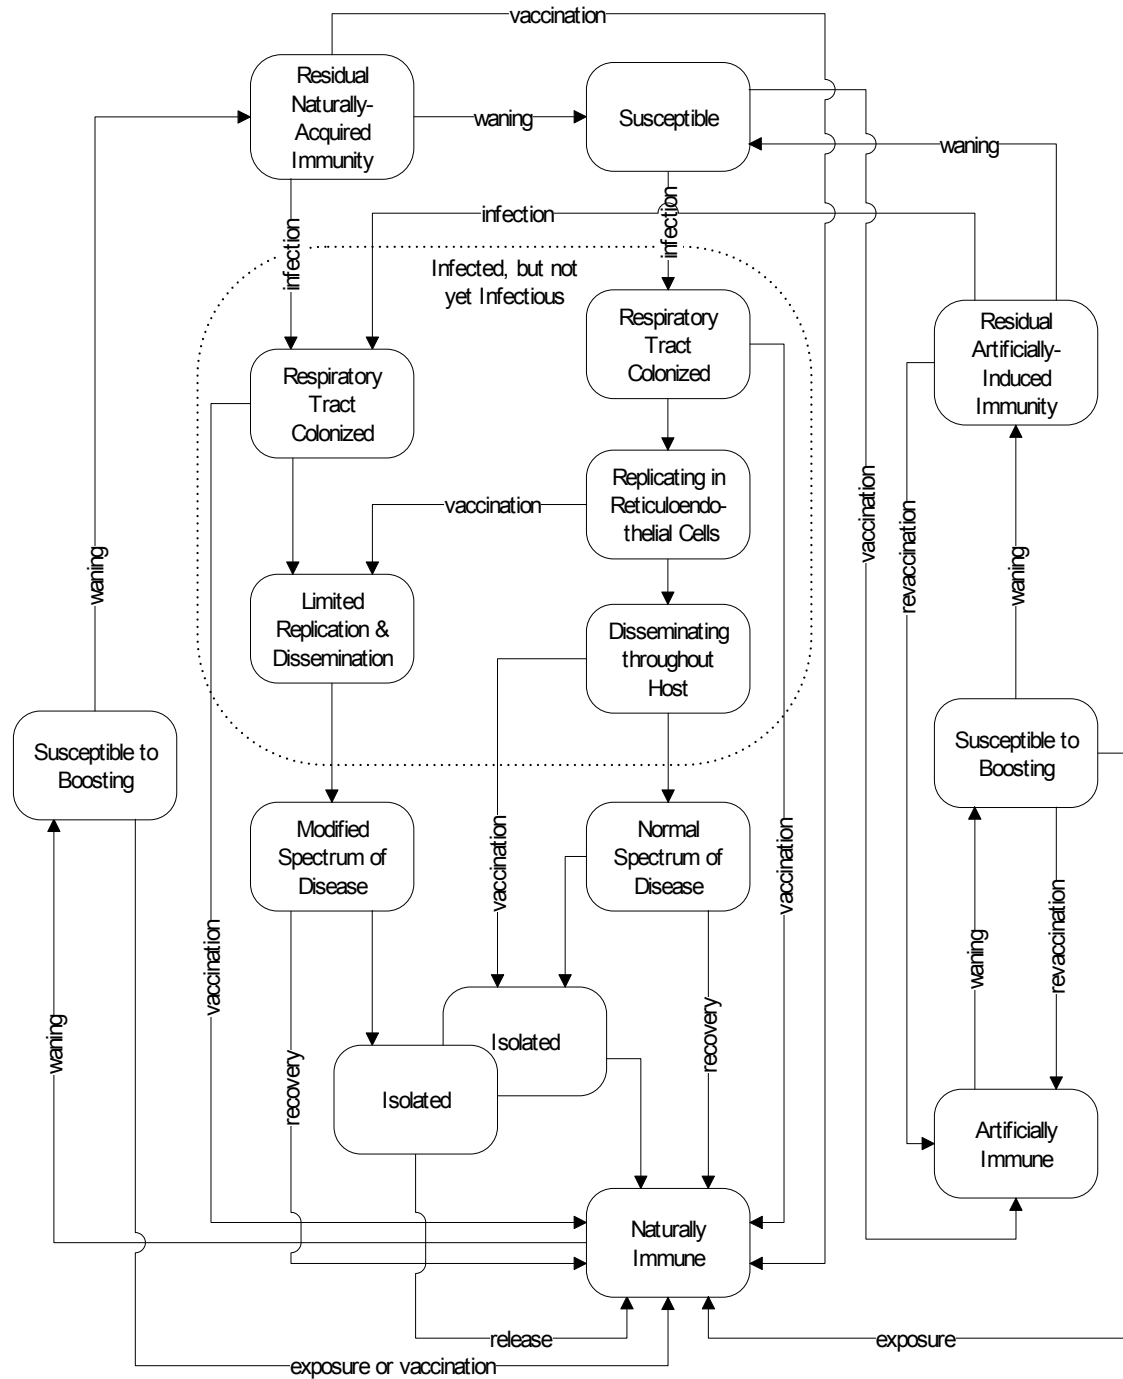 vaccination
Residual
Naturally-
Acquired
Immunity
waning
Susceptible
waning
infection
infection
infection
Infected, but not
yet Infectious
Respiratory
Tract
Colonized
Residual
Artificially-
Induced
Immunity
Respiratory
Tract
Colonized
Replicating in
Reticuloendo-
thelial Cells
vaccination
vaccination
revaccination
waning
waning
Limited
Replication &
Dissemination
Disseminating
throughout
Host
Susceptible to
Boosting
Susceptible to
Boosting
Modified
Spectrum of
Disease
vaccination
Normal
Spectrum of
Disease
vaccination
vaccination
waning
revaccination
waning
recovery
Isolated
recovery
Isolated
Artificially
Immune
Naturally
Immune
release
exposure
exposure or vaccination